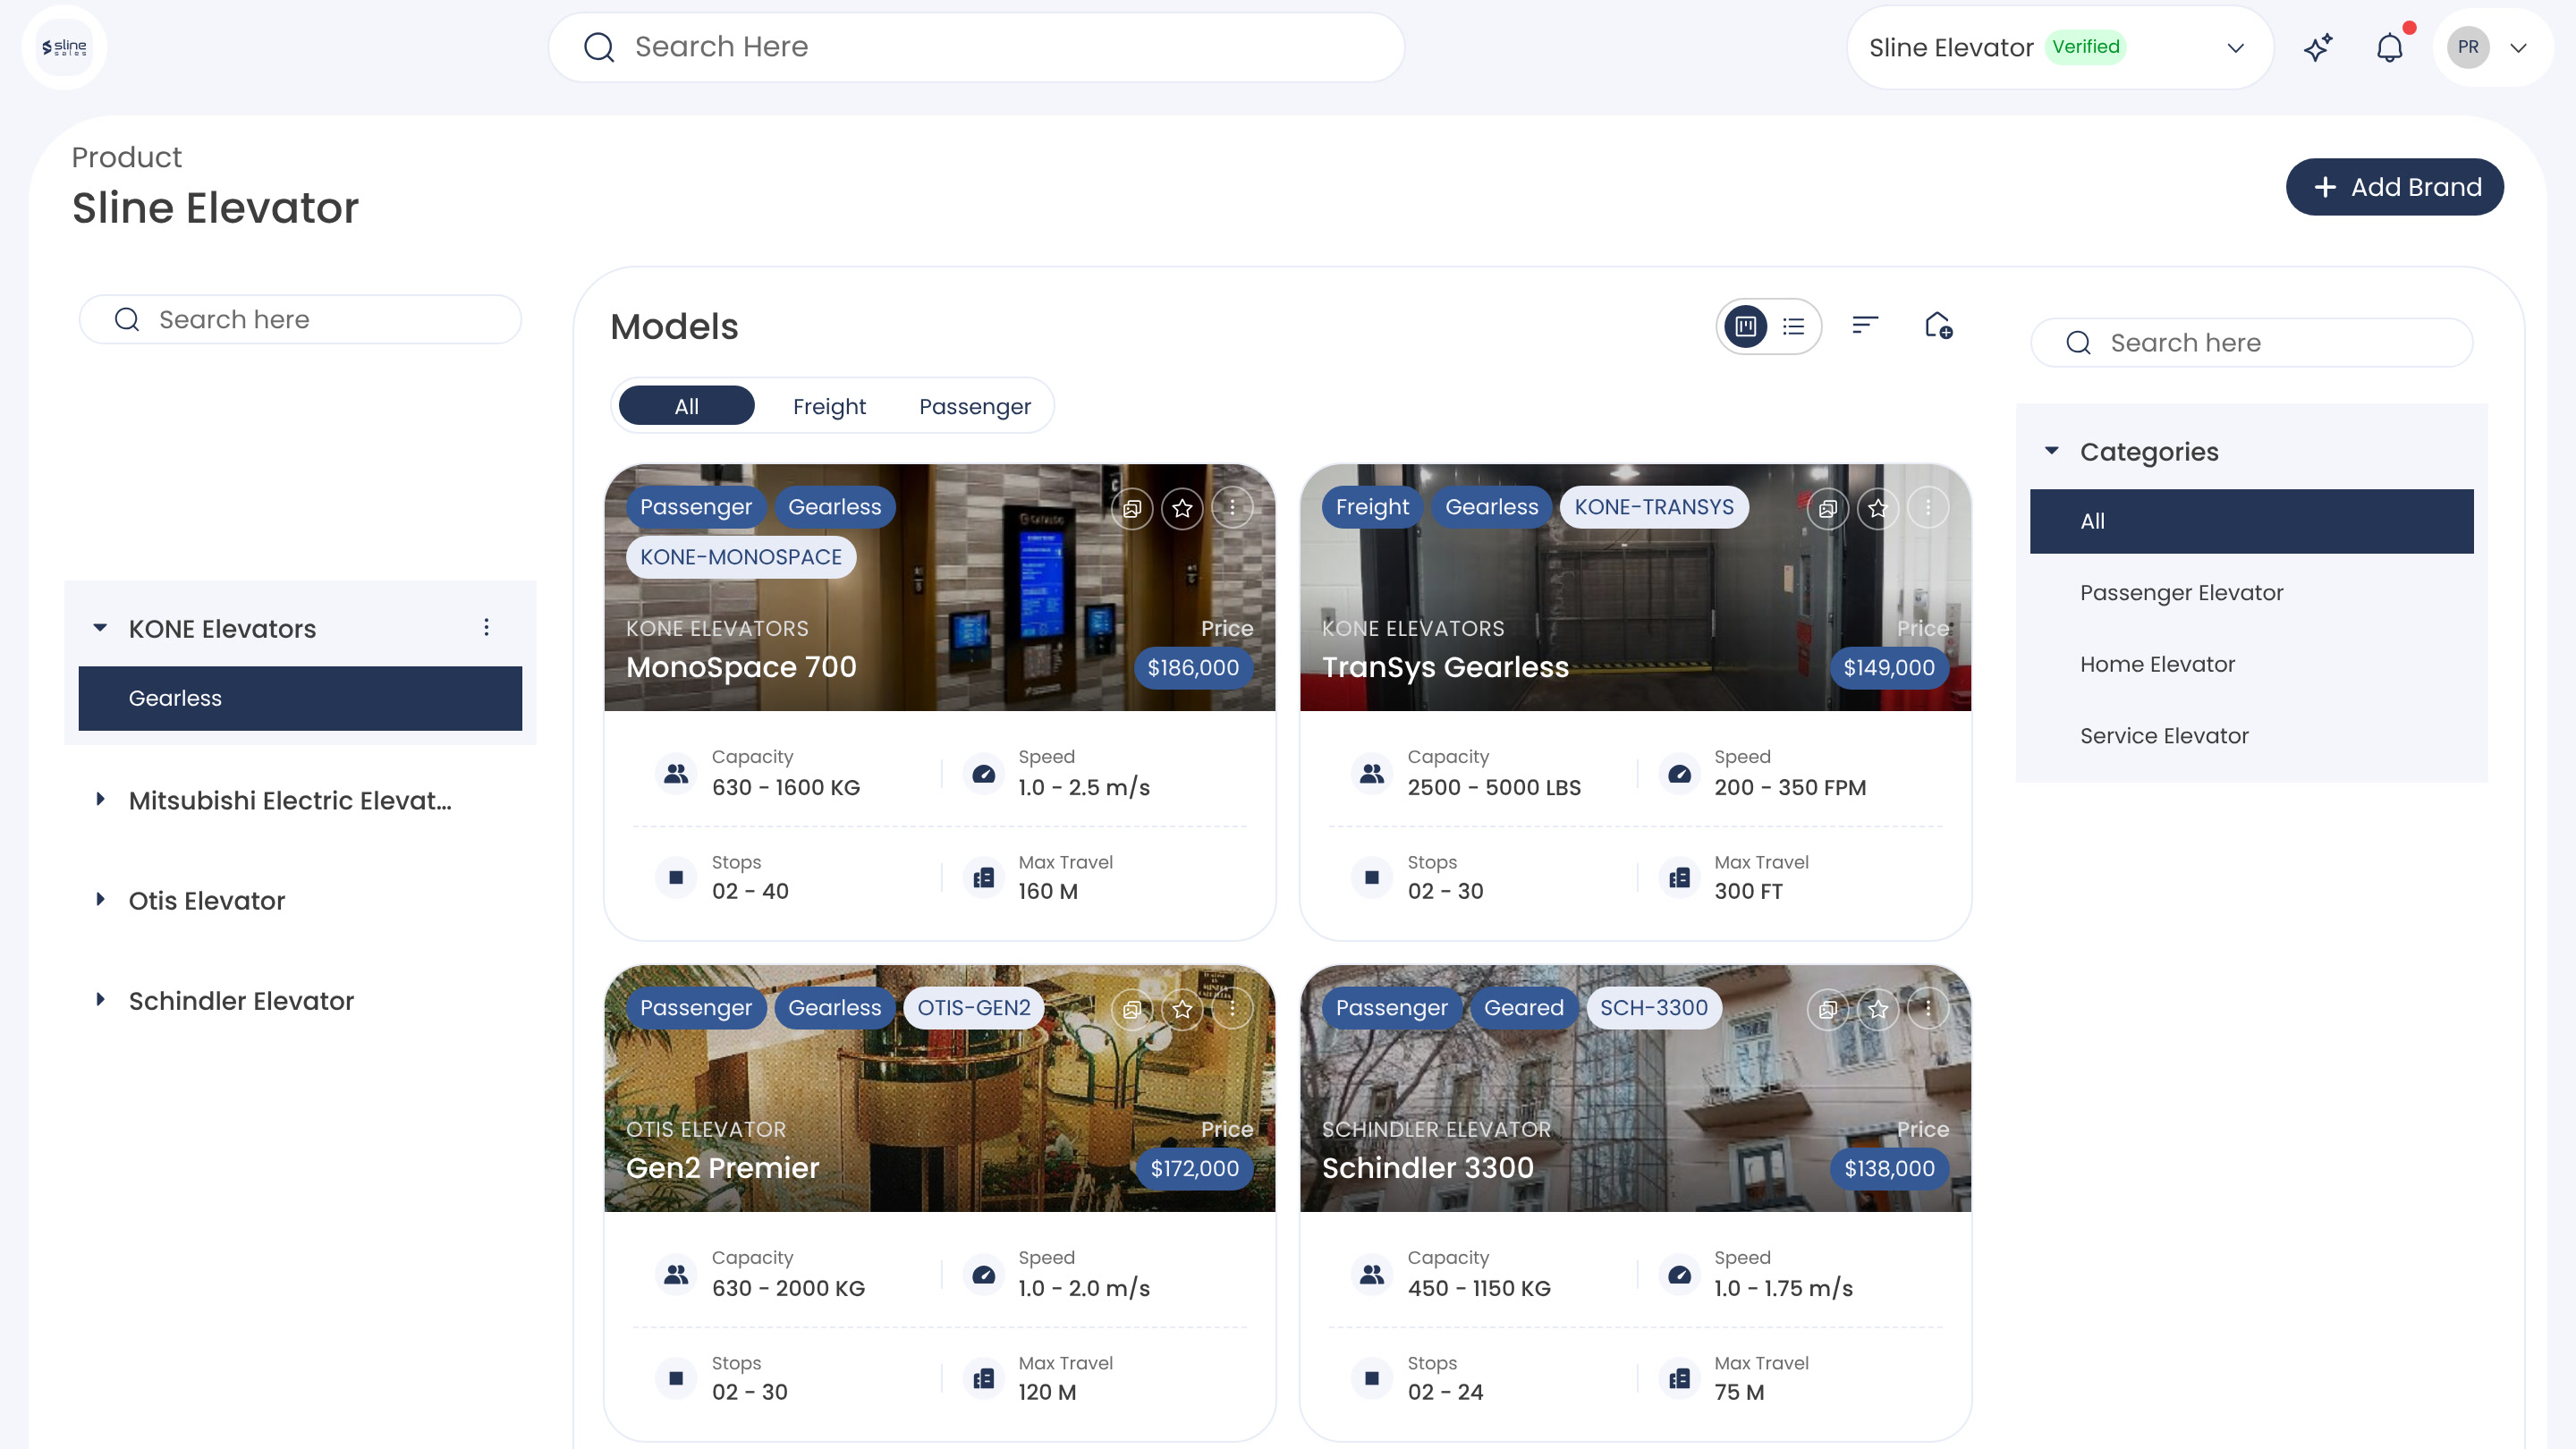 sline
sales
Search Here
Sline Elevator
Verified
PR
Product
Sline Elevator
Add Brand
Search here
KONE Elevators
Gearless
Mitsubishi Electric Elevat...
Otis Elevator
Schindler Elevator
Models
All
Freight
Passenger
Passenger
Gearless
KONE-MONOSPACE
KONE ELEVATORS
Price
MonoSpace 700
$186,000
Capacity
630 - 1600 KG
Speed
1.0 - 2.5 m/s
Stops
02 - 40
Max Travel
160 M
Freight
Gearless
KONE-TRANSYS
KONE ELEVATORS
Price
TranSys Gearless
$149,000
Capacity
2500 - 5000 LBS
Speed
200 - 350 FPM
Stops
02 - 30
Max Travel
300 FT
Passenger
Gearless
OTIS-GEN2
OTIS ELEVATOR
Price
Gen2 Premier
$172,000
Capacity
630 - 2000 KG
Speed
1.0 - 2.0 m/s
Stops
02 - 30
Max Travel
120 M
Passenger
Geared
SCH-3300
SCHINDLER ELEVATOR
Price
Schindler 3300
$138,000
Capacity
450 - 1150 KG
Speed
1.0 - 1.75 m/s
Stops
02 - 24
Max Travel
75 M
Search here
Categories
All
Passenger Elevator
Home Elevator
Service Elevator